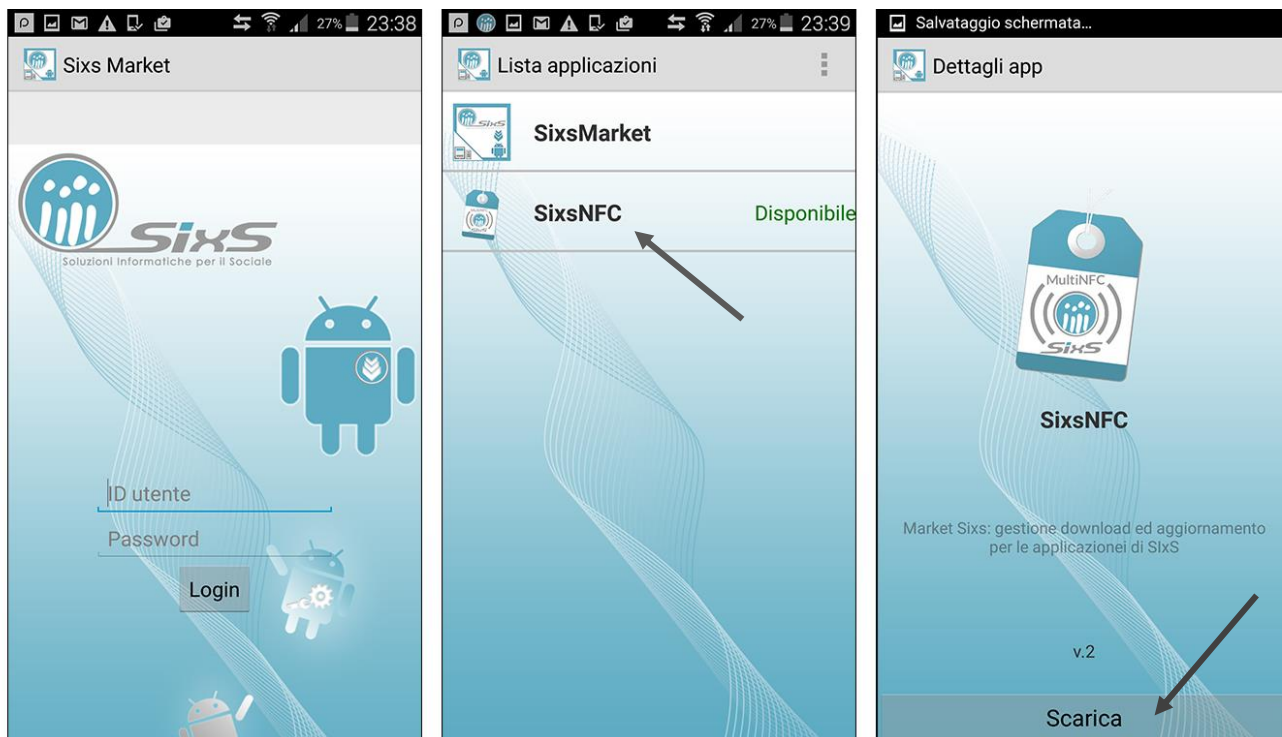 27% 23:38
Sixs Market
SixS
Soluzioni Informatiche per il Sociale
ID utente
Password
Login
27% 23:39
Lista applicazioni
SixS
SixsMarket
SixsNFC
Disponibile
Salvataggio schermata...
Dettagli app
MultiNFC
SixS
SixsNFC
Market Sixs: gestione download ed aggiornamento
per le applicazionei di SIxS
v.2
Scarica